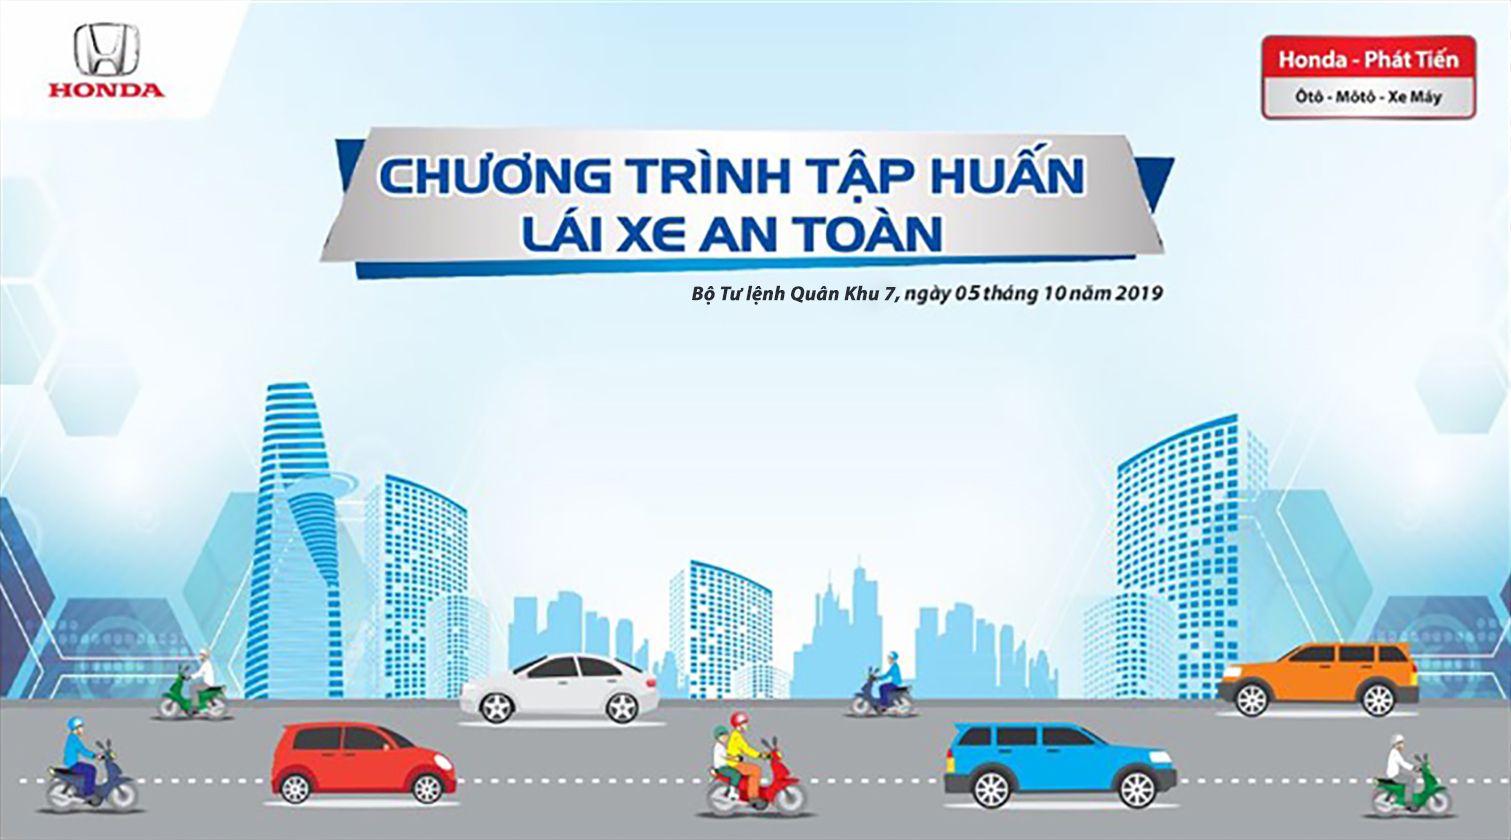 HONDA
Honda - Phát Tiến
Ôtô - Môtô - Xe Máy
CHƯƠNG TRÌNH TẬP HUẤN
LÁI XE AN TOÀN
Bộ Tư lệnh Quân Khu 7, ngày 05 tháng 10 năm 2019